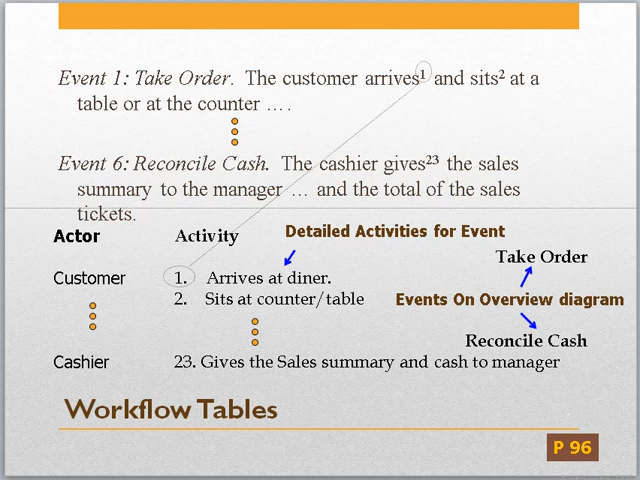 Event 1: Take Order. The customer arrives¹ and sits² at a
table or at the counter ….
Event 6: Reconcile Cash. The cashier gives²³ the sales
summary to the manager … and the total of the sales
tickets.
Actor Activity Detailed Activities for Event
Take Order
Customer 1. Arrives at diner.
2. Sits at counter/table Events On Overview diagram
Reconcile Cash
Cashier 23. Gives the Sales summary and cash to manager
Workflow Tables
P 96